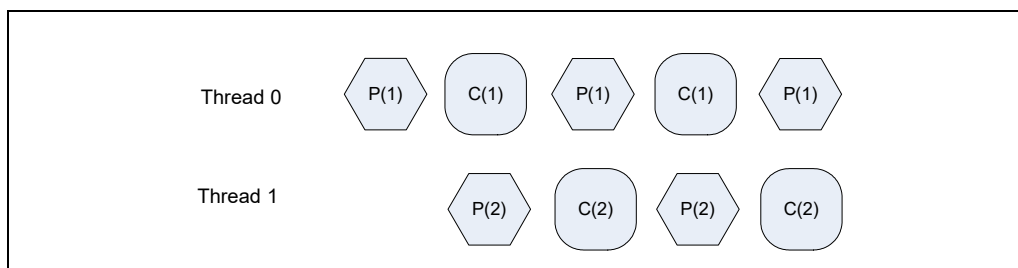 Thread 0 P(1) C(1) P(1) C(1) P(1)
Thread 1 P(2) C(2) P(2) C(2)